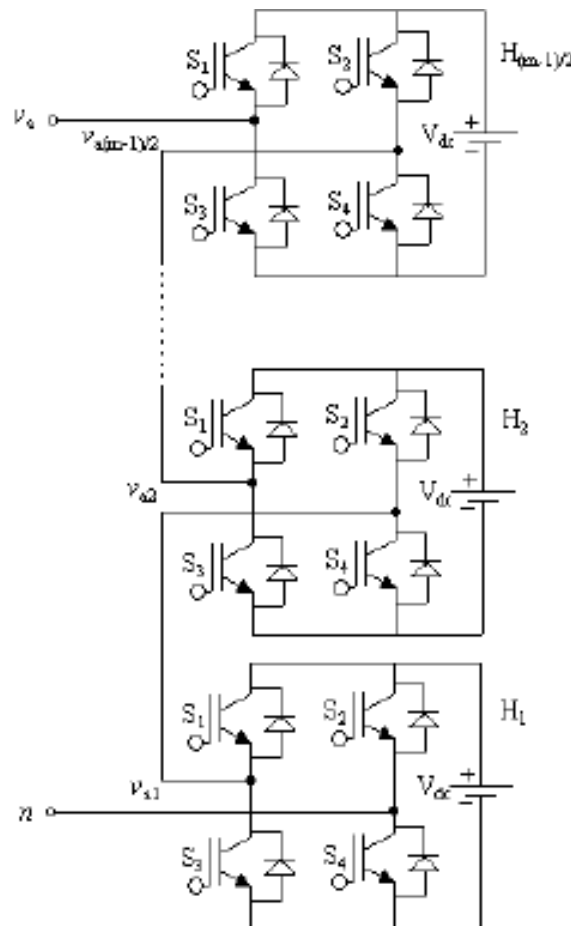 S1 S2 H(m-1)/2
va
va(m-1)/2 Vdc + -
S3 S4
S1 S2 H2
va2 Vdc + -
S3 S4
S1 S2 H1
va1 Vdc + -
n
S3 S4